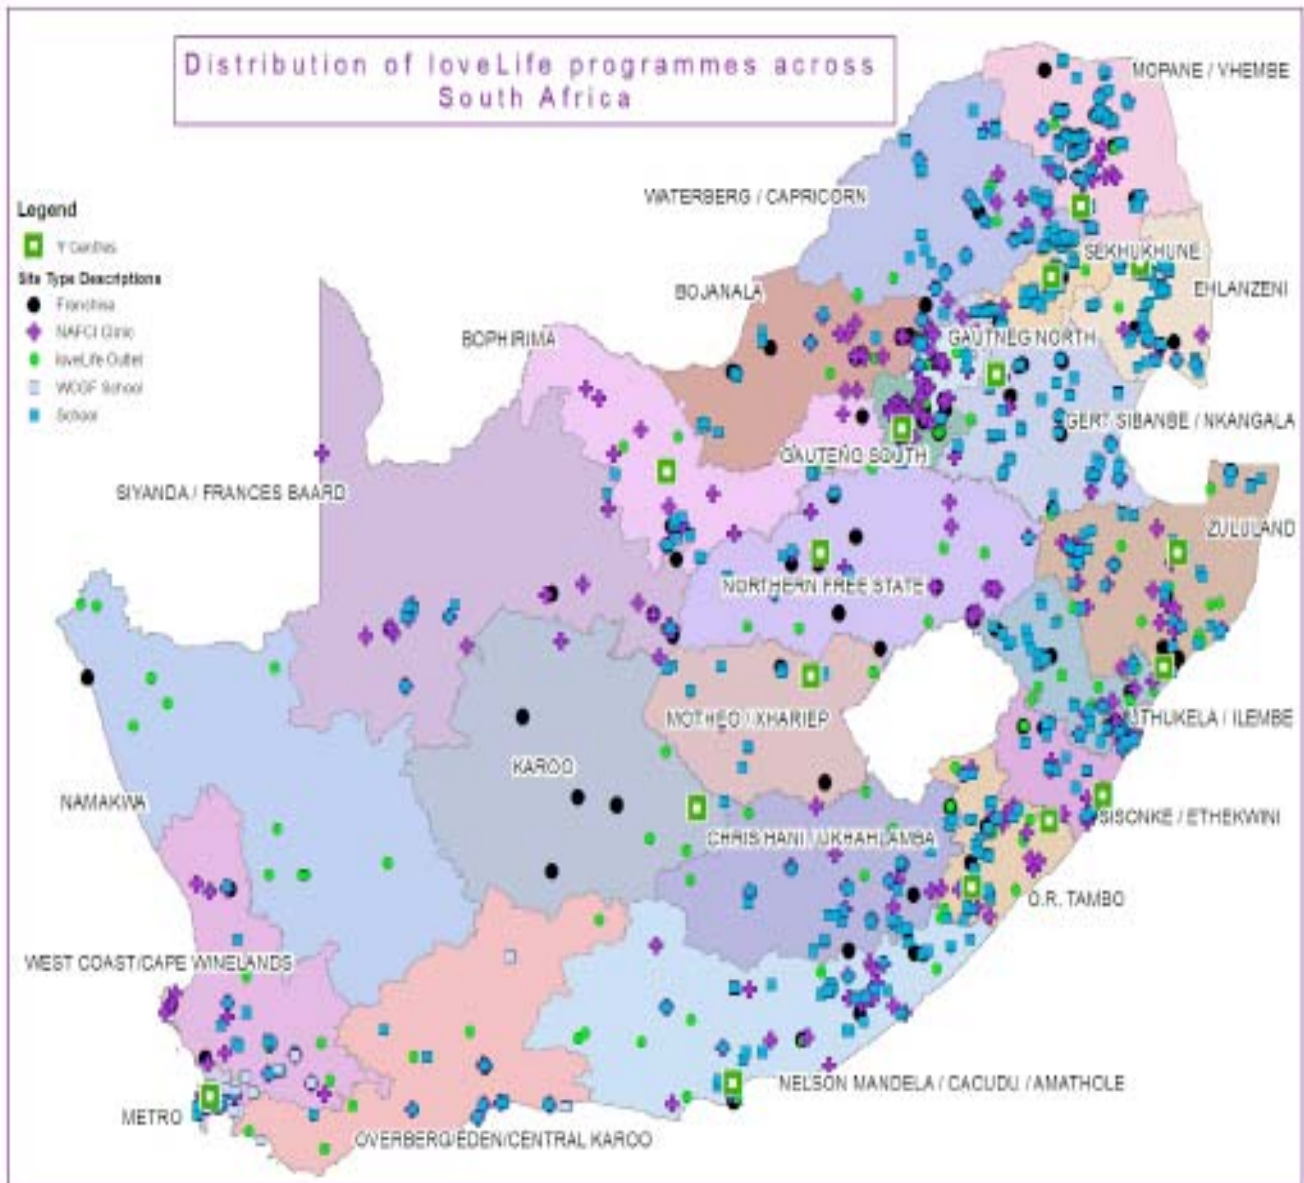 Distribution of loveLife programmes across
South Africa
MOPANE / VHEMBE
WATERBERG / CAPRICORN
Legend
Y Centres
Site Type Descriptions
Franchise
NAFCI Clinic
loveLife Outlet
WCGF School
School
SEKHUKHUNE
EHLANZENI
BOJANALA
BOPHIRIMA
GAUTNEG NORTH
GERT SIBANBE / NKANGALA
GAUTENG SOUTH
SIYANDA / FRANCES BAARD
ZULULAND
NORTHERN FREE STATE
MOTHEO / XHARIEP
UTHUKELA / ILEMBE
KAROO
NAMAKWA
SISONKE / ETHEKWINI
CHRIS HANI / UKHAHLAMBA
O.R. TAMBO
WEST COAST/CAPE WINELANDS
NELSON MANDELA / CACUDU / AMATHOLE
METRO
OVERBERG/EDEN/CENTRAL KAROO